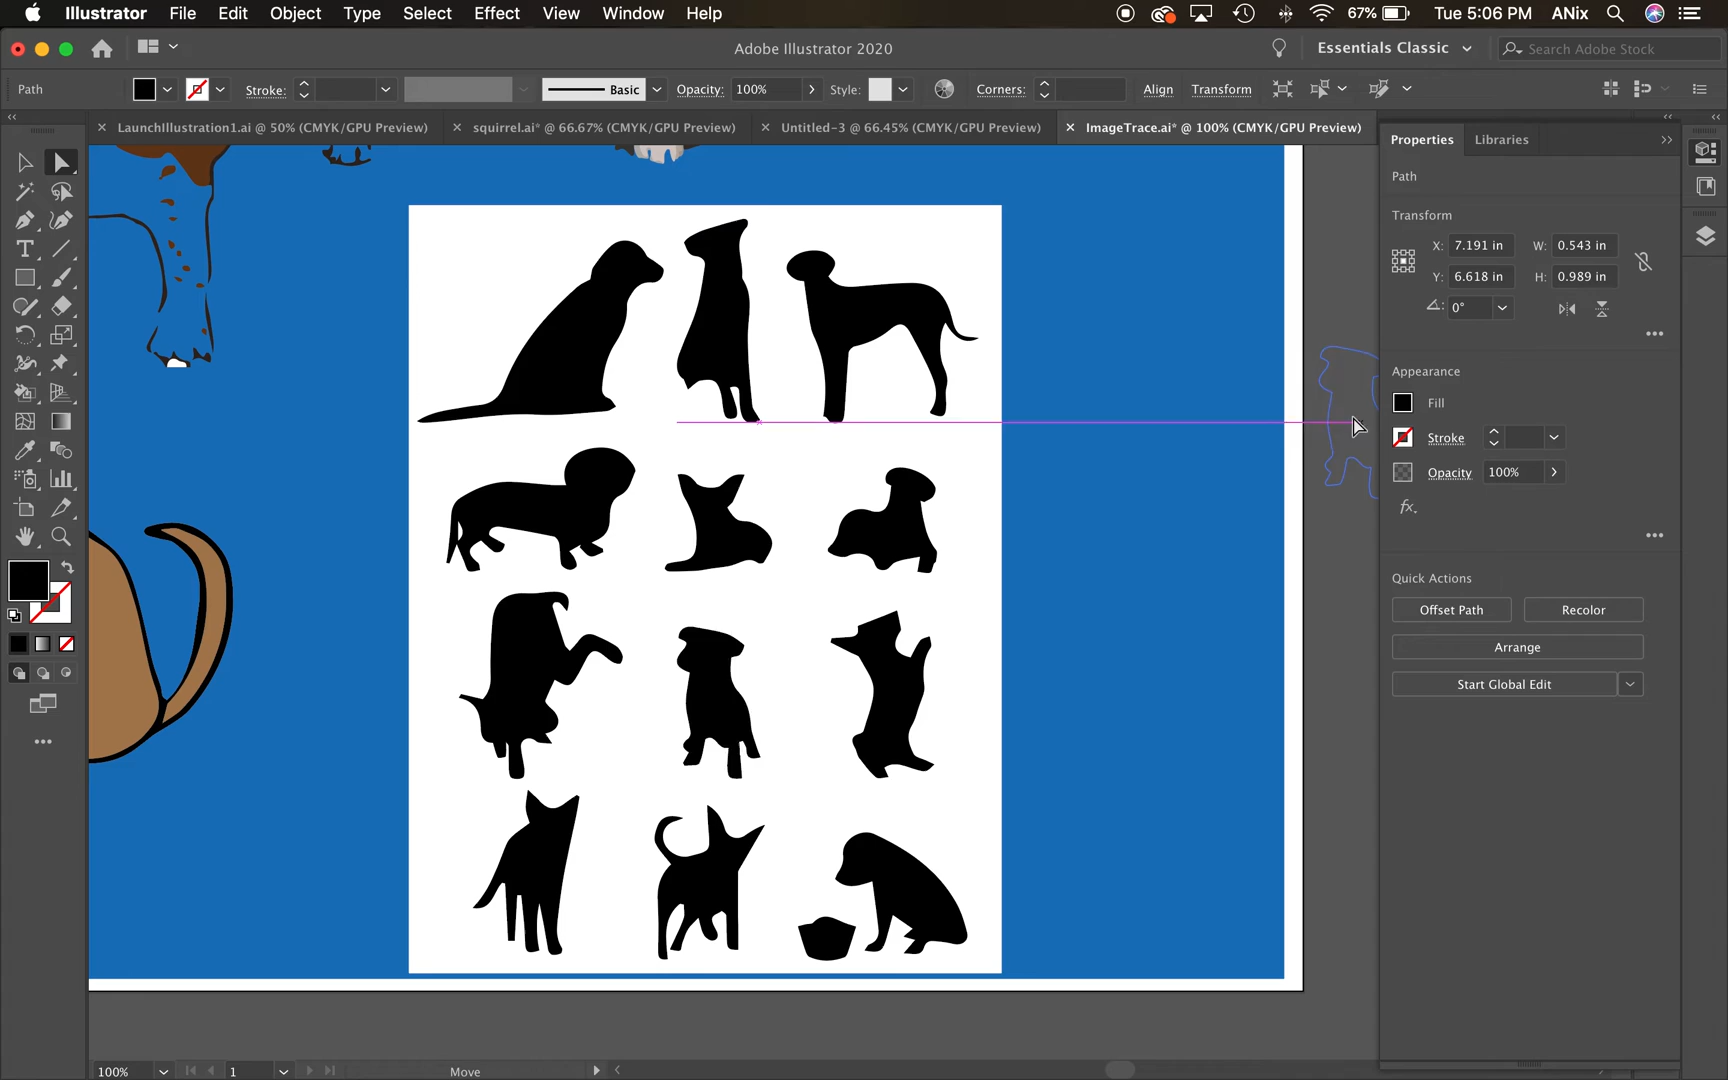 Illustrator File Edit Object Type Select Effect View Window Help 67% Tue 5:06 PM ANix
Adobe Illustrator 2020 Essentials Classic Search Adobe Stock
Path Stroke: Basic Opacity: 100% Style: Corners: Align Transform
LaunchIllustration1.ai @ 50% (CMYK/GPU Preview) squirrel.ai* @ 66.67% (CMYK/GPU Preview) Untitled-3 @ 66.45% (CMYK/GPU Preview) ImageTrace.ai* @ 100% (CMYK/GPU Preview)
Properties Libraries
Path
Transform
X: 7.191 in W: 0.543 in
Y: 6.618 in H: 0.989 in
0°
Appearance
Fill
Stroke
Opacity 100%
fx.
Quick Actions
Offset Path Recolor
Arrange
Start Global Edit
100% 1 Move